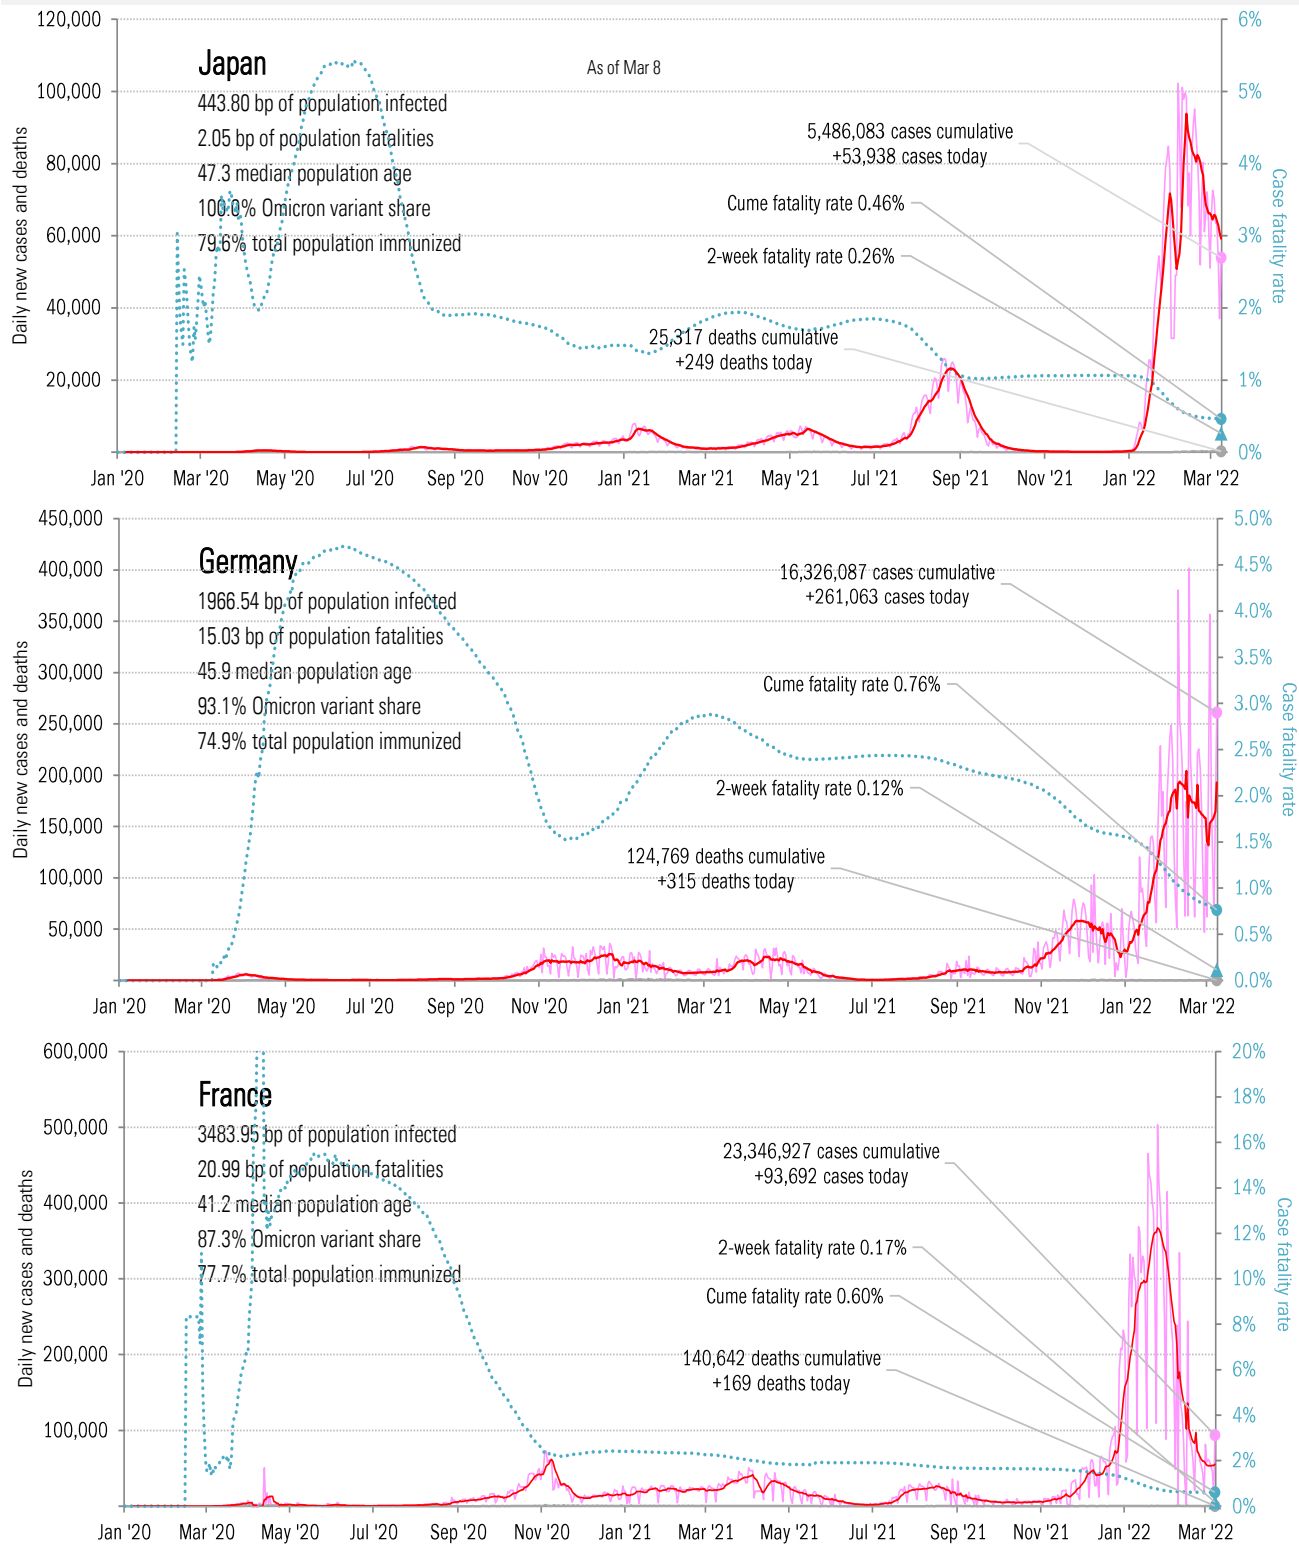 120,000
100,000
80,000
60,000
40,000
20,000
Daily new cases and deaths
Japan
443.80 bp of population infected
2.05 bp of population fatalities
47.3 median population age
100.0% Omicron variant share
79.6% total population immunized
As of Mar 8
5,486,083 cases cumulative
+53,938 cases today
Cume fatality rate 0.46%
2-week fatality rate 0.26%
25,317 deaths cumulative
+249 deaths today
6%
5%
4%
3%
2%
1%
0%
Case fatality rate
Jan '20 Mar '20 May '20 Jul '20 Sep '20 Nov '20 Jan '21 Mar '21 May '21 Jul '21 Sep '21 Nov '21 Jan '22 Mar '22
450,000
400,000
350,000
300,000
250,000
200,000
150,000
100,000
50,000
Daily new cases and deaths
Germany
1966.54 bp of population infected
15.03 bp of population fatalities
45.9 median population age
93.1% Omicron variant share
74.9% total population immunized
16,326,087 cases cumulative
+261,063 cases today
Cume fatality rate 0.76%
2-week fatality rate 0.12%
124,769 deaths cumulative
+315 deaths today
5.0%
4.5%
4.0%
3.5%
3.0%
2.5%
2.0%
1.5%
1.0%
0.5%
0.0%
Case fatality rate
Jan '20 Mar '20 May '20 Jul '20 Sep '20 Nov '20 Jan '21 Mar '21 May '21 Jul '21 Sep '21 Nov '21 Jan '22 Mar '22
600,000
500,000
400,000
300,000
200,000
100,000
Daily new cases and deaths
France
3483.95 bp of population infected
20.99 bp of population fatalities
41.2 median population age
87.3% Omicron variant share
77.7% total population immunized
23,346,927 cases cumulative
+93,692 cases today
2-week fatality rate 0.17%
Cume fatality rate 0.60%
140,642 deaths cumulative
+169 deaths today
20%
18%
16%
14%
12%
10%
8%
6%
4%
2%
0%
Case fatality rate
Jan '20 Mar '20 May '20 Jul '20 Sep '20 Nov '20 Jan '21 Mar '21 May '21 Jul '21 Sep '21 Nov '21 Jan '22 Mar '22